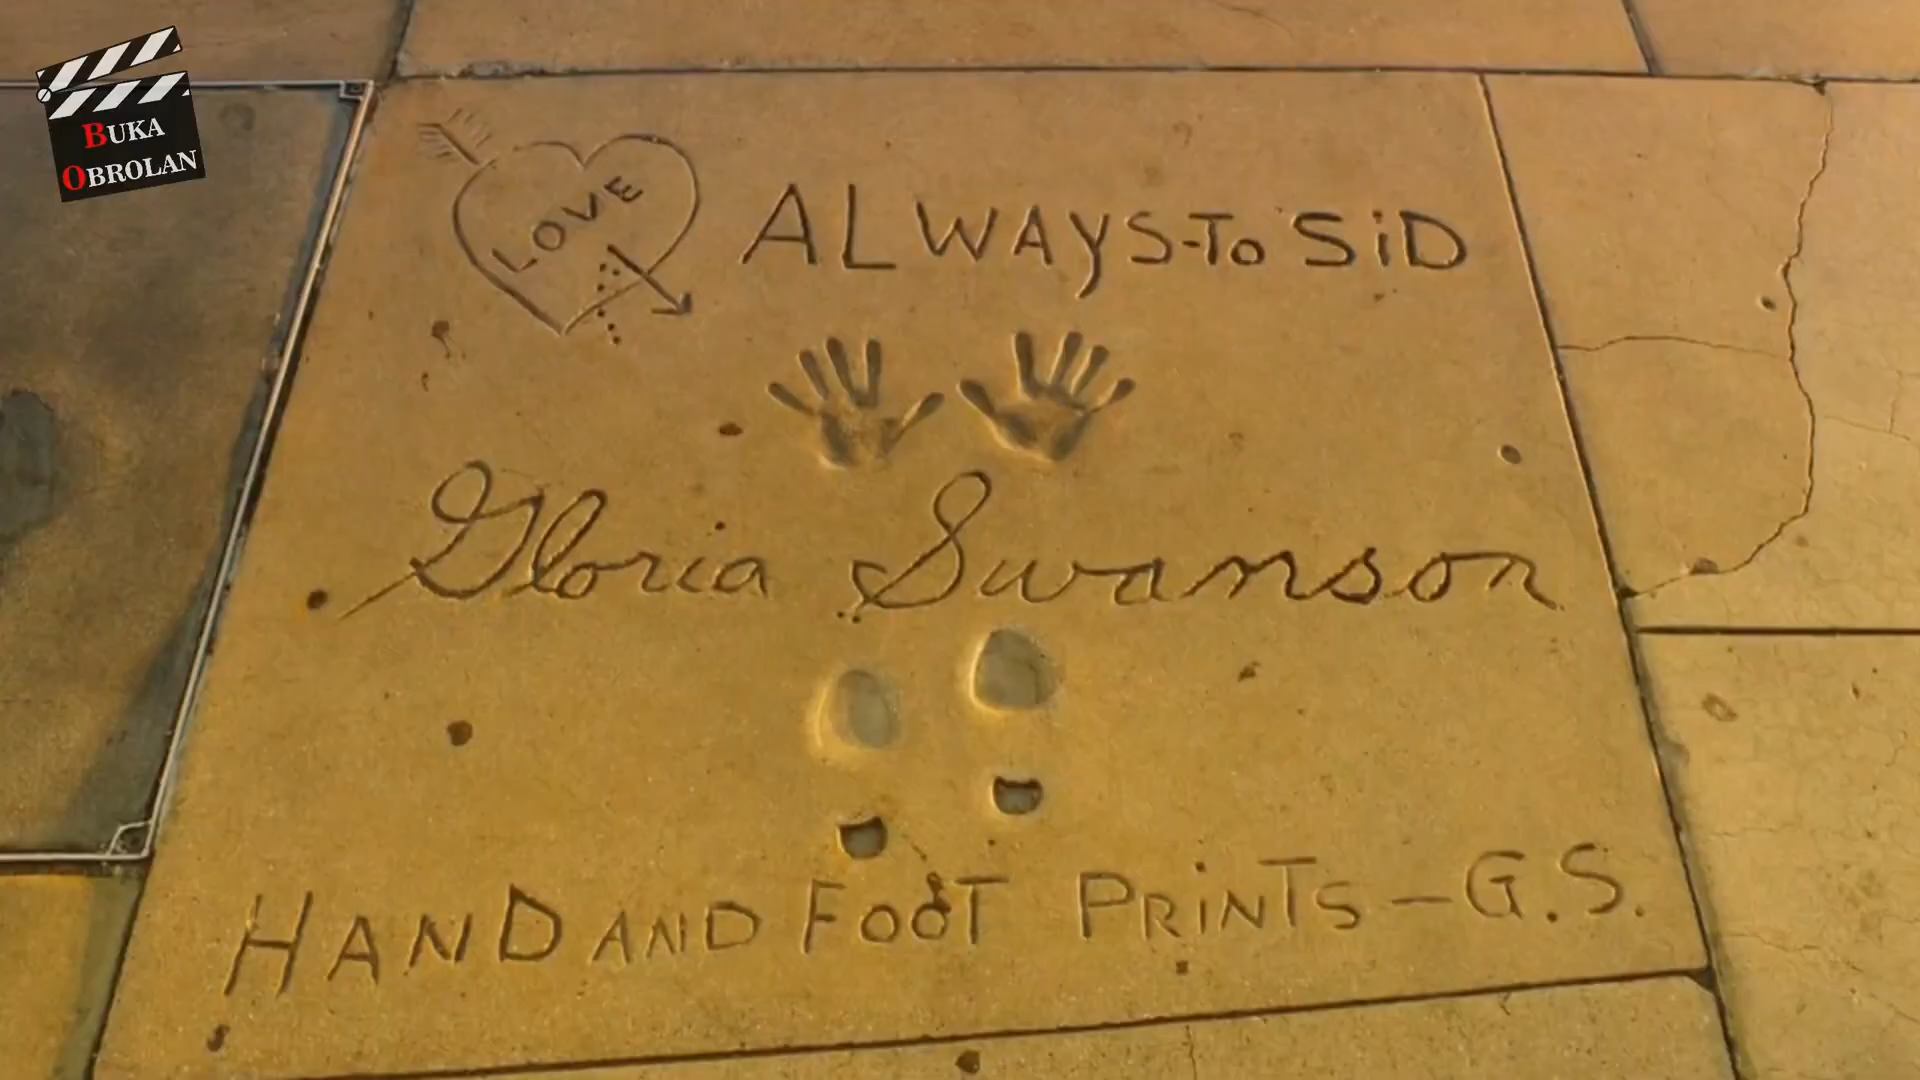 BUKA
OBROLAN
LOVE
ALWAYS-To SiD
Gloria Swanson
HAND AND FOOT PRiNTS - G.S.